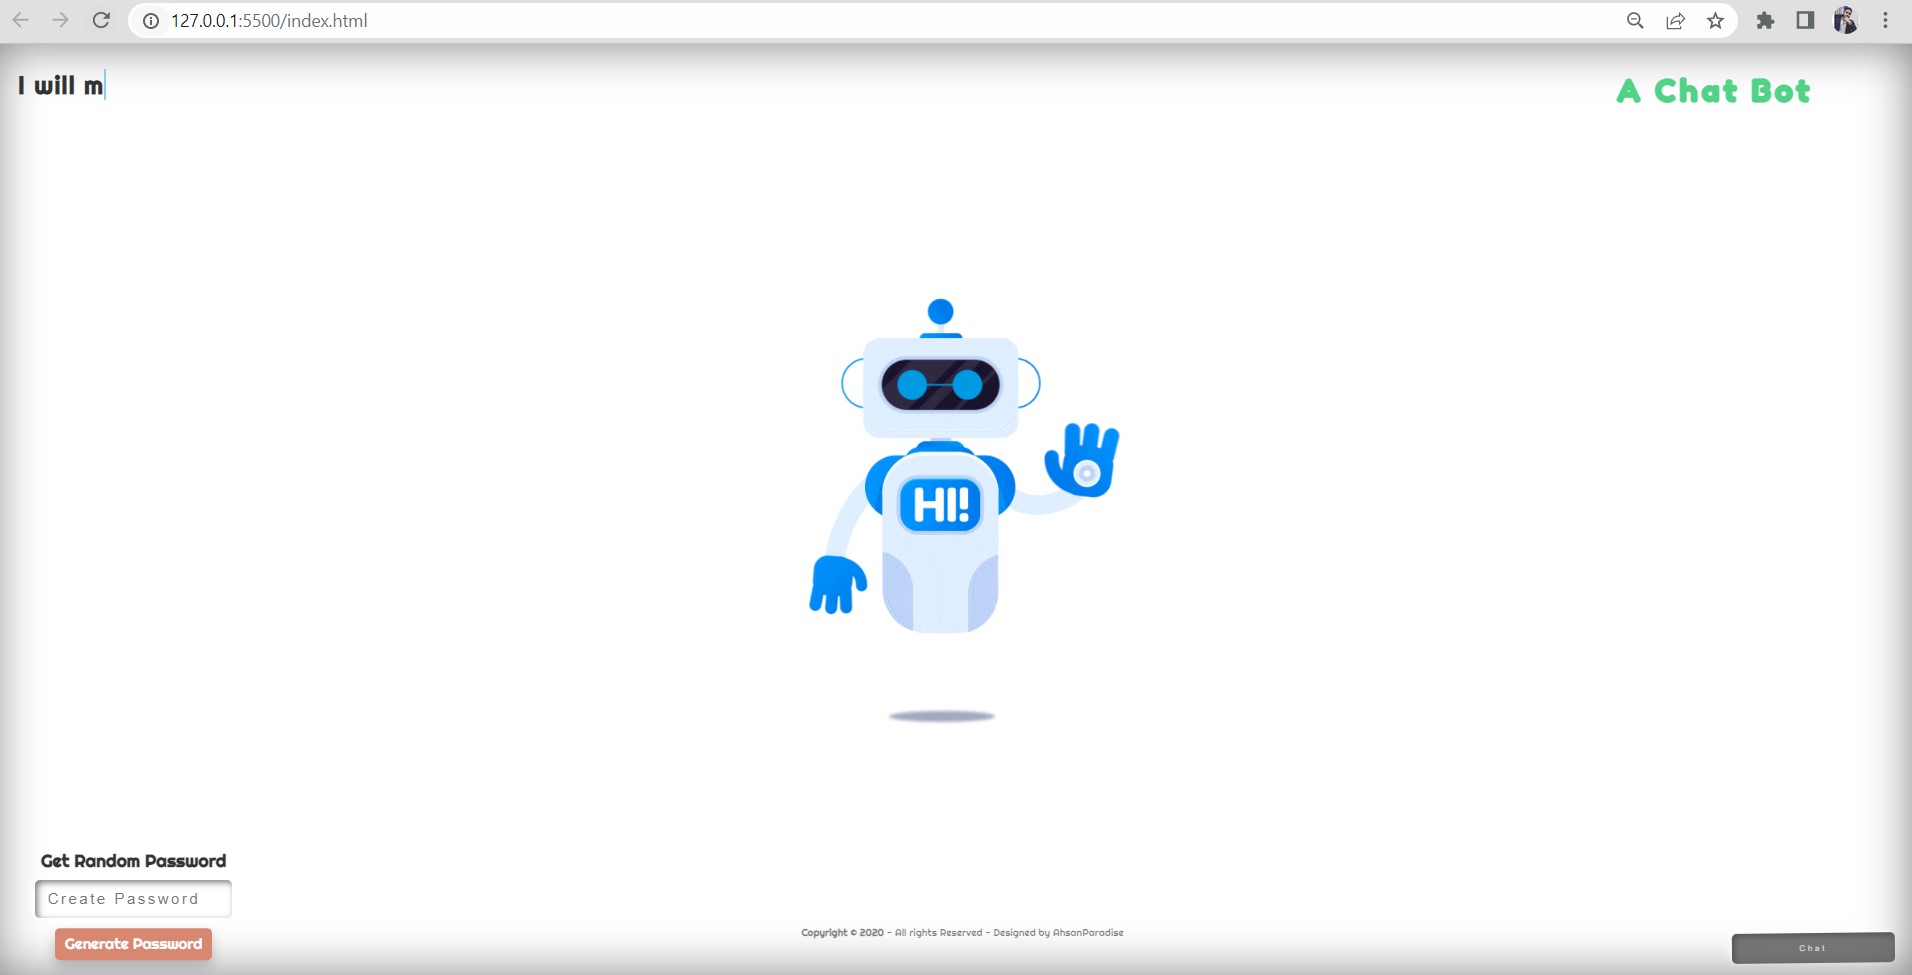 127.0.0.1:5500/index.html
I will m
A Chat Bot
HI!
Get Random Password
Create Password
Generate Password
Copyright © 2020 - All rights Reserved - Designed by AhsanParadise
Chat